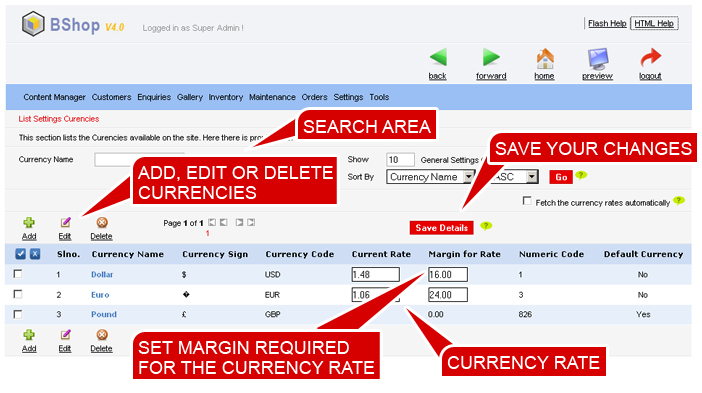 BShop V4.0
Logged in as Super Admin !
Flash Help HTML Help
back forward home preview logout
Content Manager Customers Enquiries Gallery Inventory Maintenance Orders Settings Tools
List Settings Curencies
SEARCH AREA
This section lists the Curencies available on the site. Here there is
SAVE YOUR CHANGES
Currency Name
Show 10 General Settings
ADD, EDIT OR DELETE
CURRENCIES
Sort By Currency Name ASC Go ?
Fetch the currency rates automatically ?
Page 1 of 1
1
Add Edit Delete
Save Details ?
Slno. Currency Name Currency Sign Currency Code Current Rate Margin for Rate Numeric Code Default Currency
1 Dollar $ USD 1.48 16.00 1 No
2 Euro � EUR 1.06 24.00 3 No
3 Pound £ GBP 0.00 826 Yes
Add Edit Delete
SET MARGIN REQUIRED
FOR THE CURRENCY RATE
CURRENCY RATE